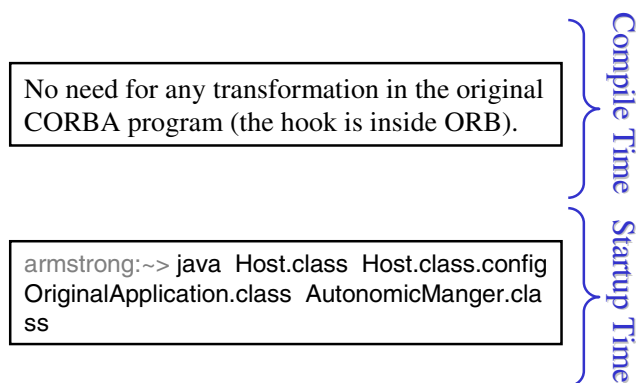 No need for any transformation in the original
CORBA program (the hook is inside ORB).
Compile Time
armstrong:~> java Host.class Host.class.config
OriginalApplication.class AutonomicManger.cla
ss
Startup Time